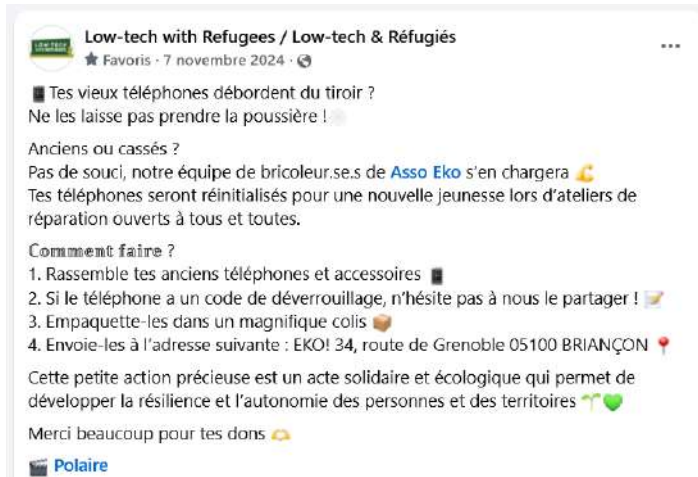 Low-tech with Refugees / Low-tech & Réfugiés
Favoris · 7 novembre 2024 ·
Tes vieux téléphones débordent du tiroir ?
Ne les laisse pas prendre la poussière !
Anciens ou cassés ?
Pas de souci, notre équipe de bricoleur.se.s de Asso Eko s'en chargera 💪
Tes téléphones seront réinitialisés pour une nouvelle jeunesse lors d'ateliers de
réparation ouverts à tous et toutes.
Comment faire ?
1. Rassemble tes anciens téléphones et accessoires 📱
2. Si le téléphone a un code de déverrouillage, n'hésite pas à nous le partager ! 📝
3. Empaquette-les dans un magnifique colis 📦
4. Envoie-les à l'adresse suivante : EKO! 34, route de Grenoble 05100 BRIANÇON 📍
Cette petite action précieuse est un acte solidaire et écologique qui permet de
développer la résilience et l'autonomie des personnes et des territoires 🌱💚
Merci beaucoup pour tes dons 🫶
🎬 Polaire